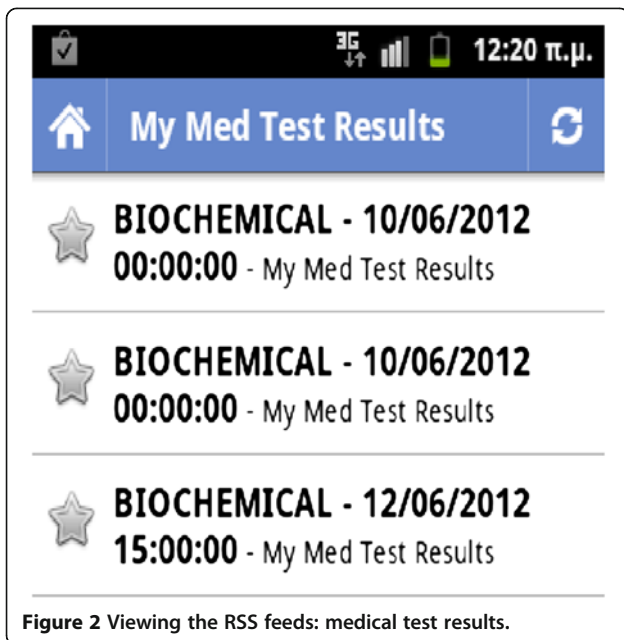 3G 12:20 π.μ.
My Med Test Results
BIOCHEMICAL - 10/06/2012
00:00:00 - My Med Test Results
BIOCHEMICAL - 10/06/2012
00:00:00 - My Med Test Results
BIOCHEMICAL - 12/06/2012
15:00:00 - My Med Test Results
Figure 2 Viewing the RSS feeds: medical test results.